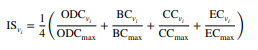 IS_{v_i} = \frac{1}{4} \left( \frac{ODC_{v_i}}{ODC_{max}} + \frac{BC_{v_i}}{BC_{max}} + \frac{CC_{v_i}}{CC_{max}} + \frac{EC_{v_i}}{EC_{max}} \right)